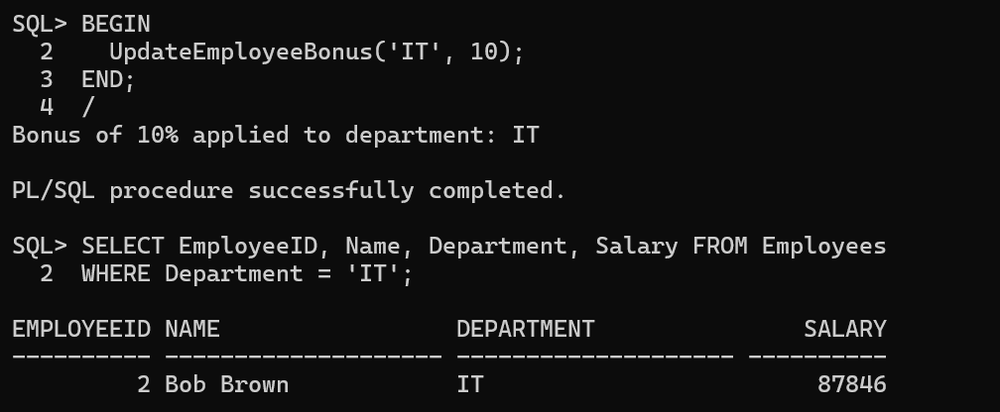 SQL> BEGIN
  2    UpdateEmployeeBonus('IT', 10);
  3  END;
  4  /
Bonus of 10% applied to department: IT
PL/SQL procedure successfully completed.
SQL> SELECT EmployeeID, Name, Department, Salary FROM Employees
  2  WHERE Department = 'IT';
EMPLOYEEID NAME                 DEPARTMENT               SALARY
---------- -------------------- -------------------- ----------
         2 Bob Brown            IT                        87846